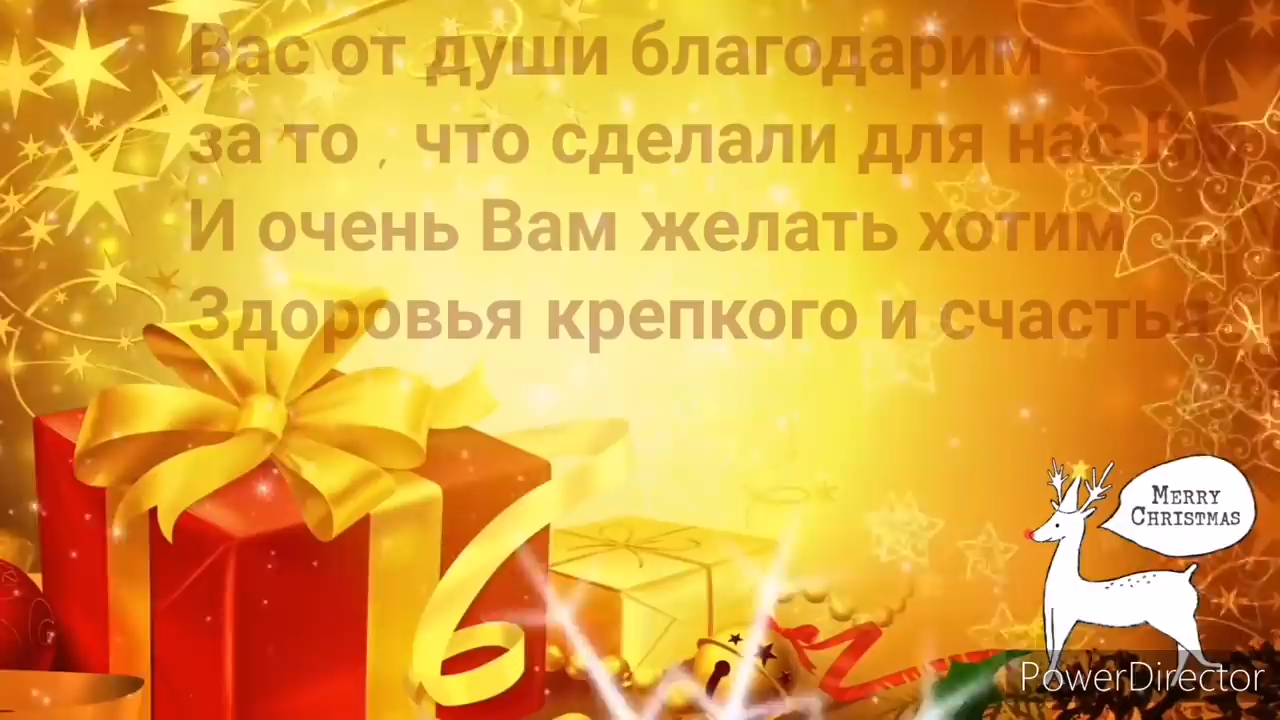 Вас от души благодарим
за то , что сделали для нас
И очень Вам желать хотим
Здоровья крепкого и счастья
MERRY
CHRISTMAS
PowerDirector